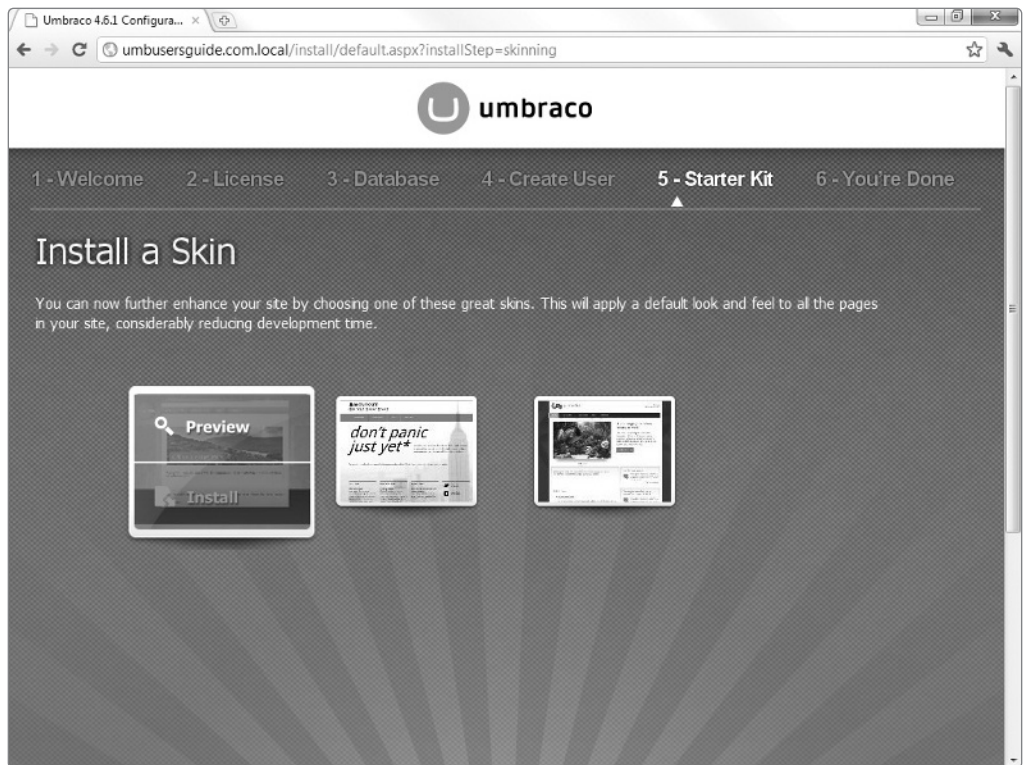 Umbraco 4.6.1 Configura...
umbusersguide.com.local/install/default.aspx?installStep=skinning
umbraco
1 - Welcome 2 - License 3 - Database 4 - Create User 5 - Starter Kit 6 - You're Done
Install a Skin
You can now further enhance your site by choosing one of these great skins. This will apply a default look and feel to all the pages
in your site, considerably reducing development time.
Preview
Install
don't panic
just yet*